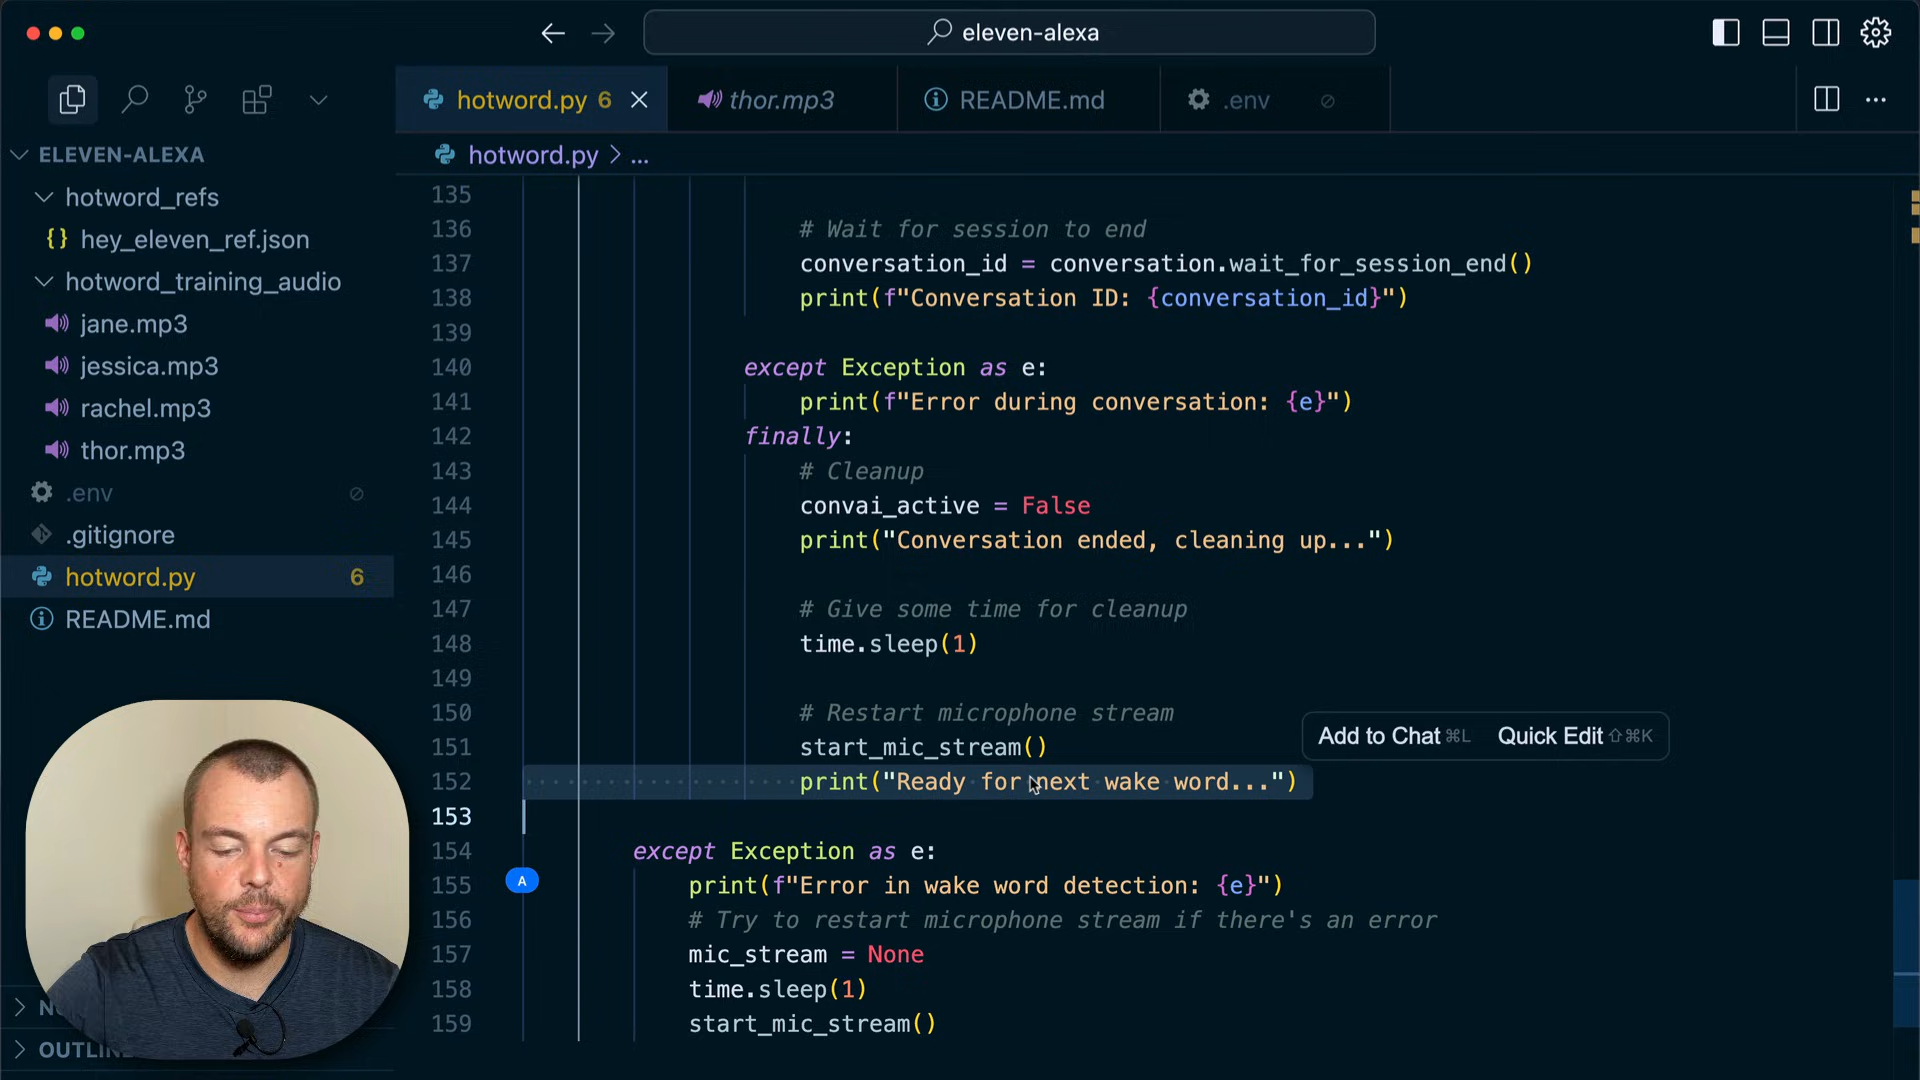 eleven-alexa
hotword.py 6
thor.mp3
README.md
.env
ELEVEN-ALEXA
hotword_refs
{} hey_eleven_ref.json
hotword_training_audio
jane.mp3
jessica.mp3
rachel.mp3
thor.mp3
.env
.gitignore
hotword.py 6
README.md
OUTLINE
hotword.py > ...
135
136 # Wait for session to end
137 conversation_id = conversation.wait_for_session_end()
138 print(f"Conversation ID: {conversation_id}")
139
140 except Exception as e:
141 print(f"Error during conversation: {e}")
142 finally:
143 # Cleanup
144 convai_active = False
145 print("Conversation ended, cleaning up...")
146
147 # Give some time for cleanup
148 time.sleep(1)
149
150 # Restart microphone stream
151 start_mic_stream()
152 print("Ready for next wake word...")
153
154 except Exception as e:
155 print(f"Error in wake word detection: {e}")
156 # Try to restart microphone stream if there's an error
157 mic_stream = None
158 time.sleep(1)
159 start_mic_stream()
Add to Chat ⌘L Quick Edit ⇧⌘K
A